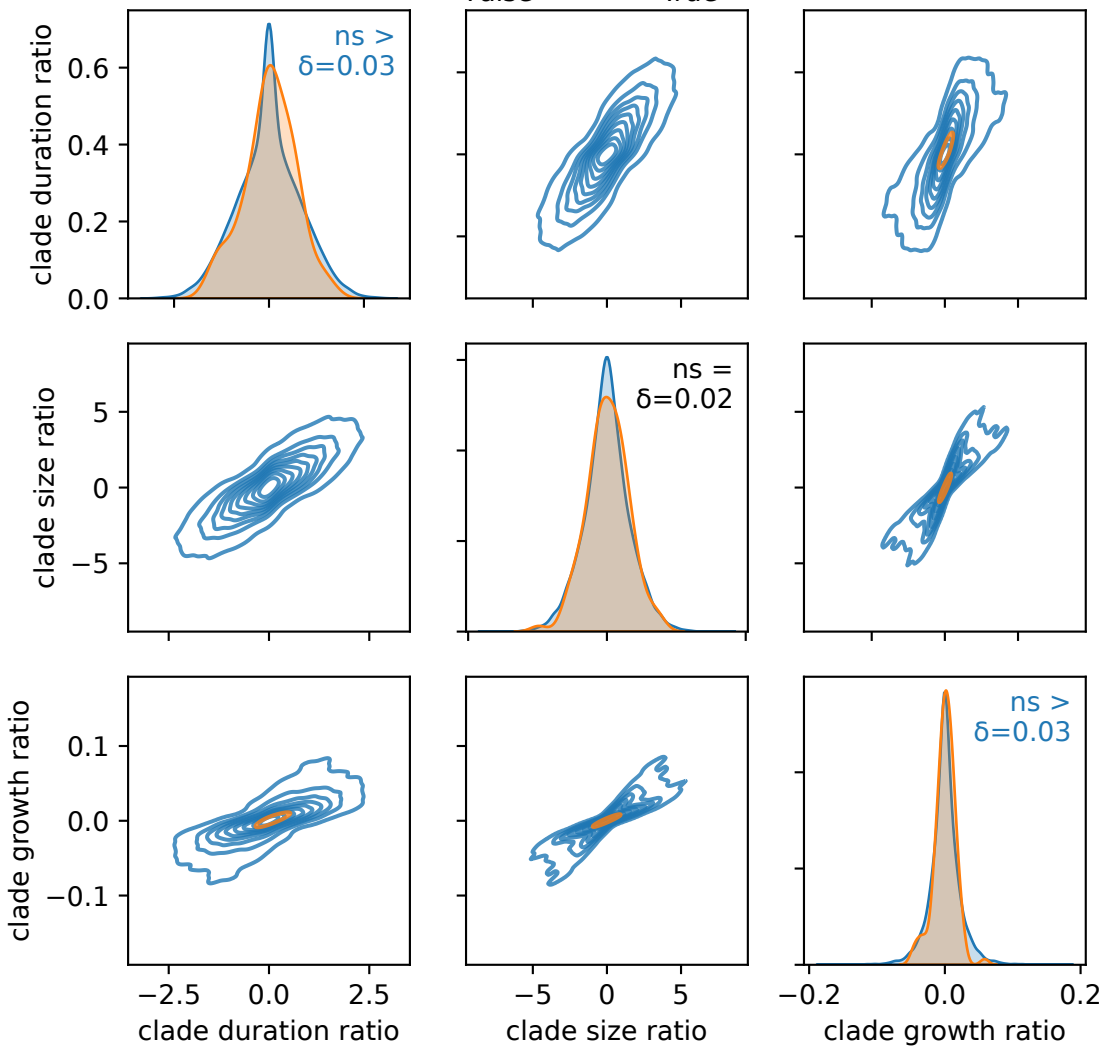 clade duration ratio
0.6
0.4
0.2
0.0
ns >
δ=0.03
clade size ratio
5
0
−5
ns =
δ=0.02
clade growth ratio
0.1
0.0
−0.1
ns >
δ=0.03
−2.5 0.0 2.5
−5 0 5
−0.2 0.0 0.2
clade duration ratio
clade size ratio
clade growth ratio